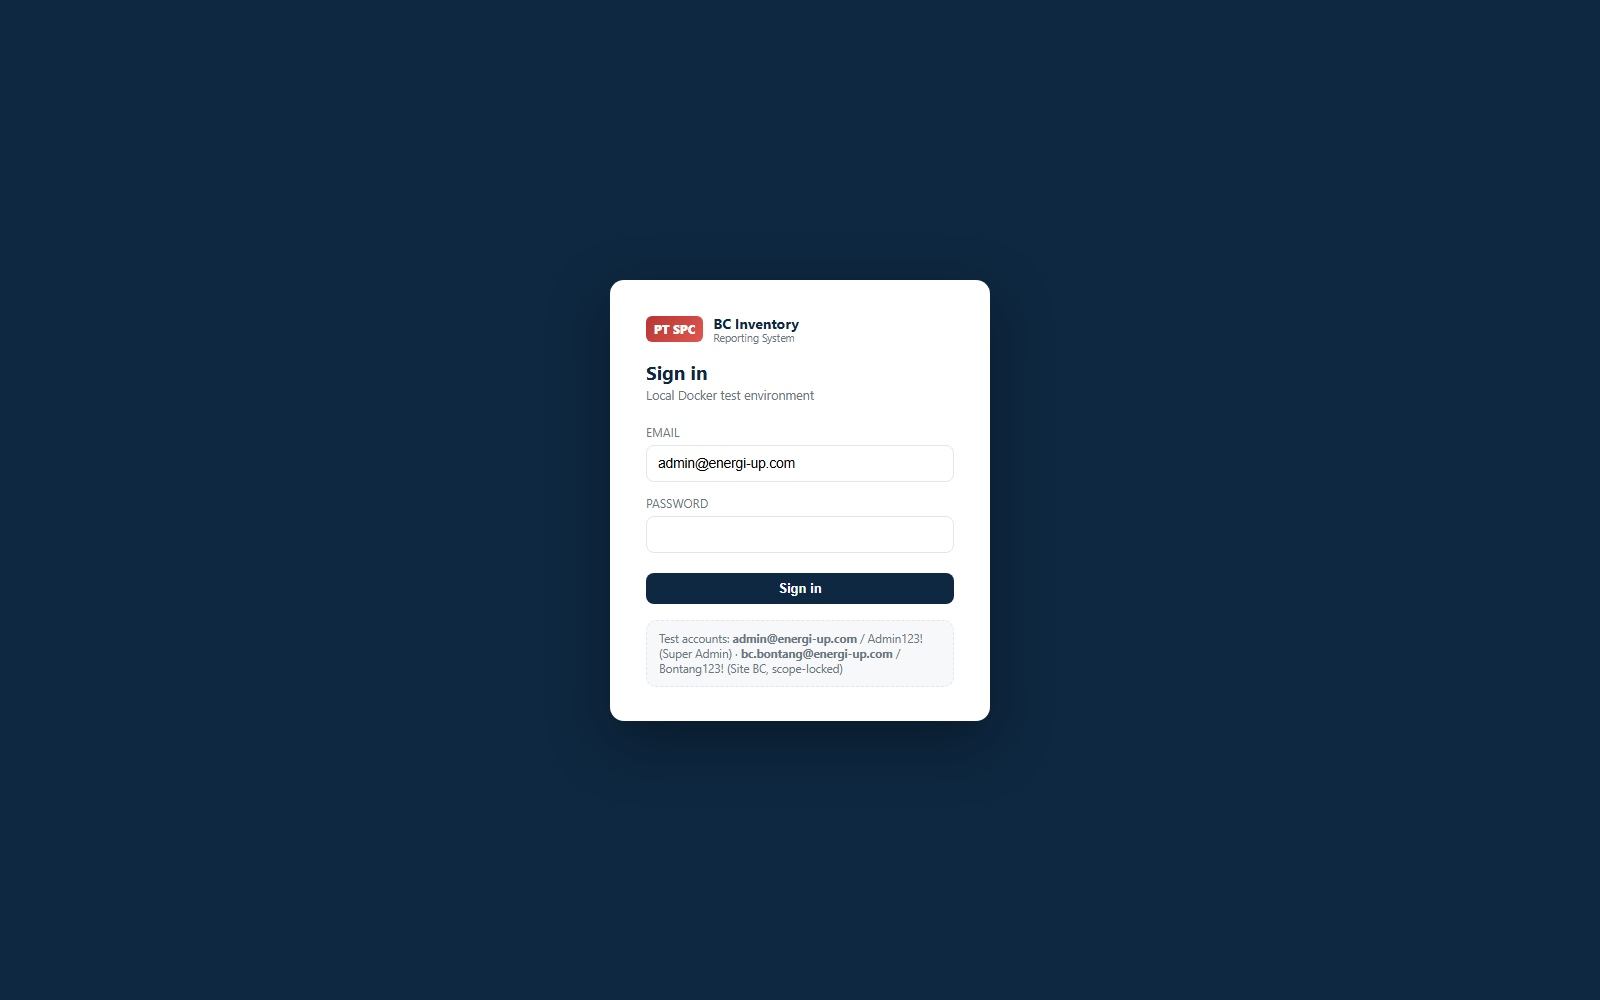 PT SPC
BC Inventory
Reporting System
Sign in
Local Docker test environment
EMAIL
admin@energi-up.com
PASSWORD
Sign in
Test accounts: admin@energi-up.com / Admin123!
(Super Admin) · bc.bontang@energi-up.com /
Bontang123! (Site BC, scope-locked)